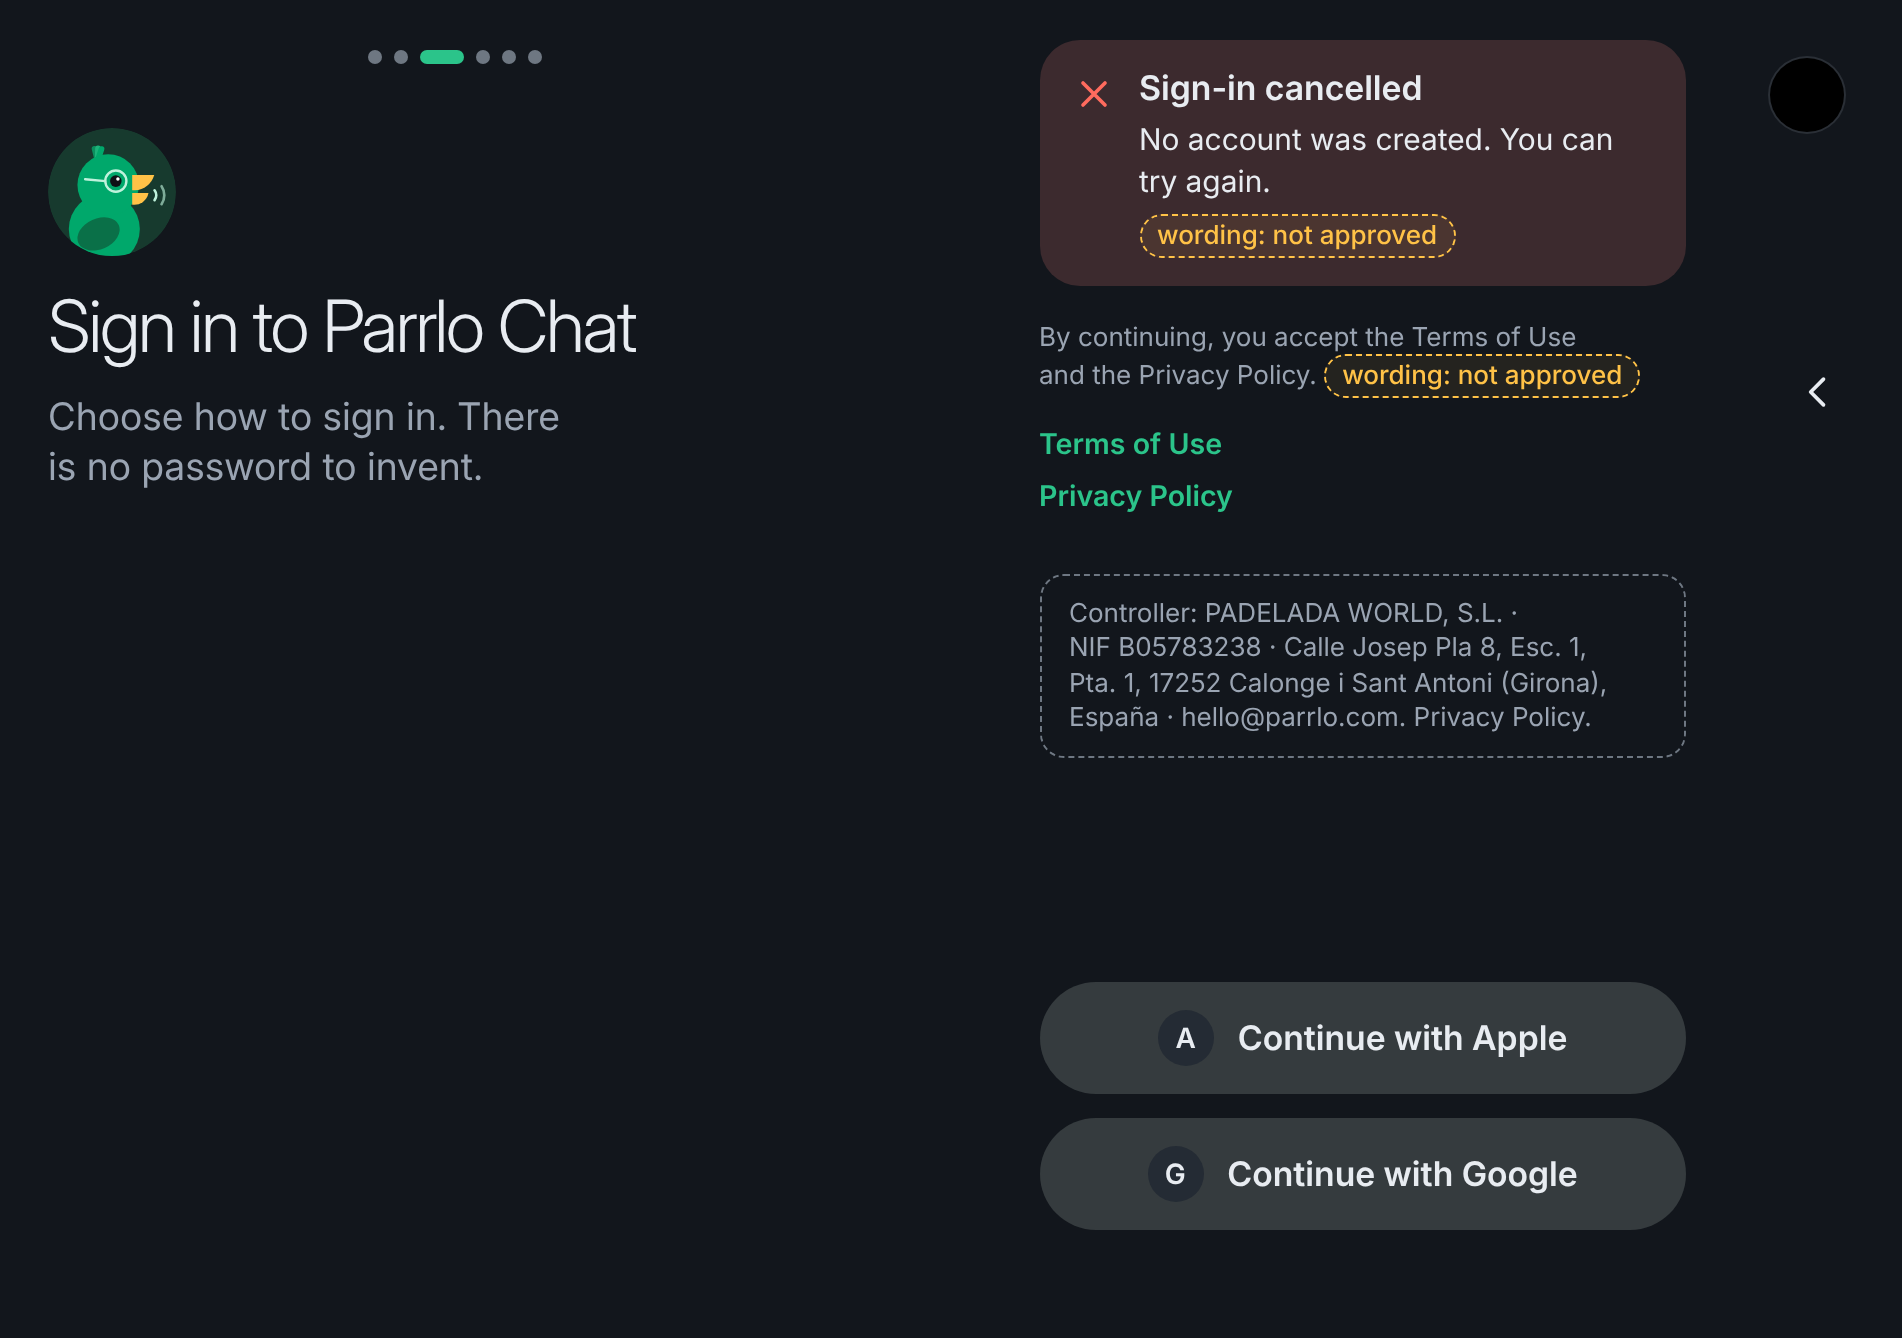 Sign in to Parrlo Chat
Choose how to sign in. There
is no password to invent.
Sign-in cancelled
No account was created. You can
try again.
wording: not approved
By continuing, you accept the Terms of Use
and the Privacy Policy. wording: not approved
Terms of Use
Privacy Policy
Controller: PADELADA WORLD, S.L. ·
NIF B05783238 · Calle Josep Pla 8, Esc. 1,
Pta. 1, 17252 Calonge i Sant Antoni (Girona),
España · hello@parrlo.com. Privacy Policy.
A Continue with Apple
G Continue with Google